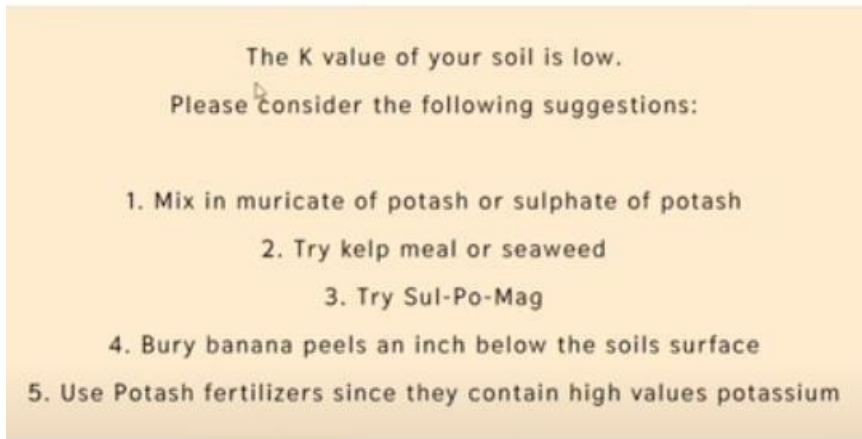 The K value of your soil is low.
Please consider the following suggestions:
1. Mix in muricate of potash or sulphate of potash
2. Try kelp meal or seaweed
3. Try Sul-Po-Mag
4. Bury banana peels an inch below the soils surface
5. Use Potash fertilizers since they contain high values potassium